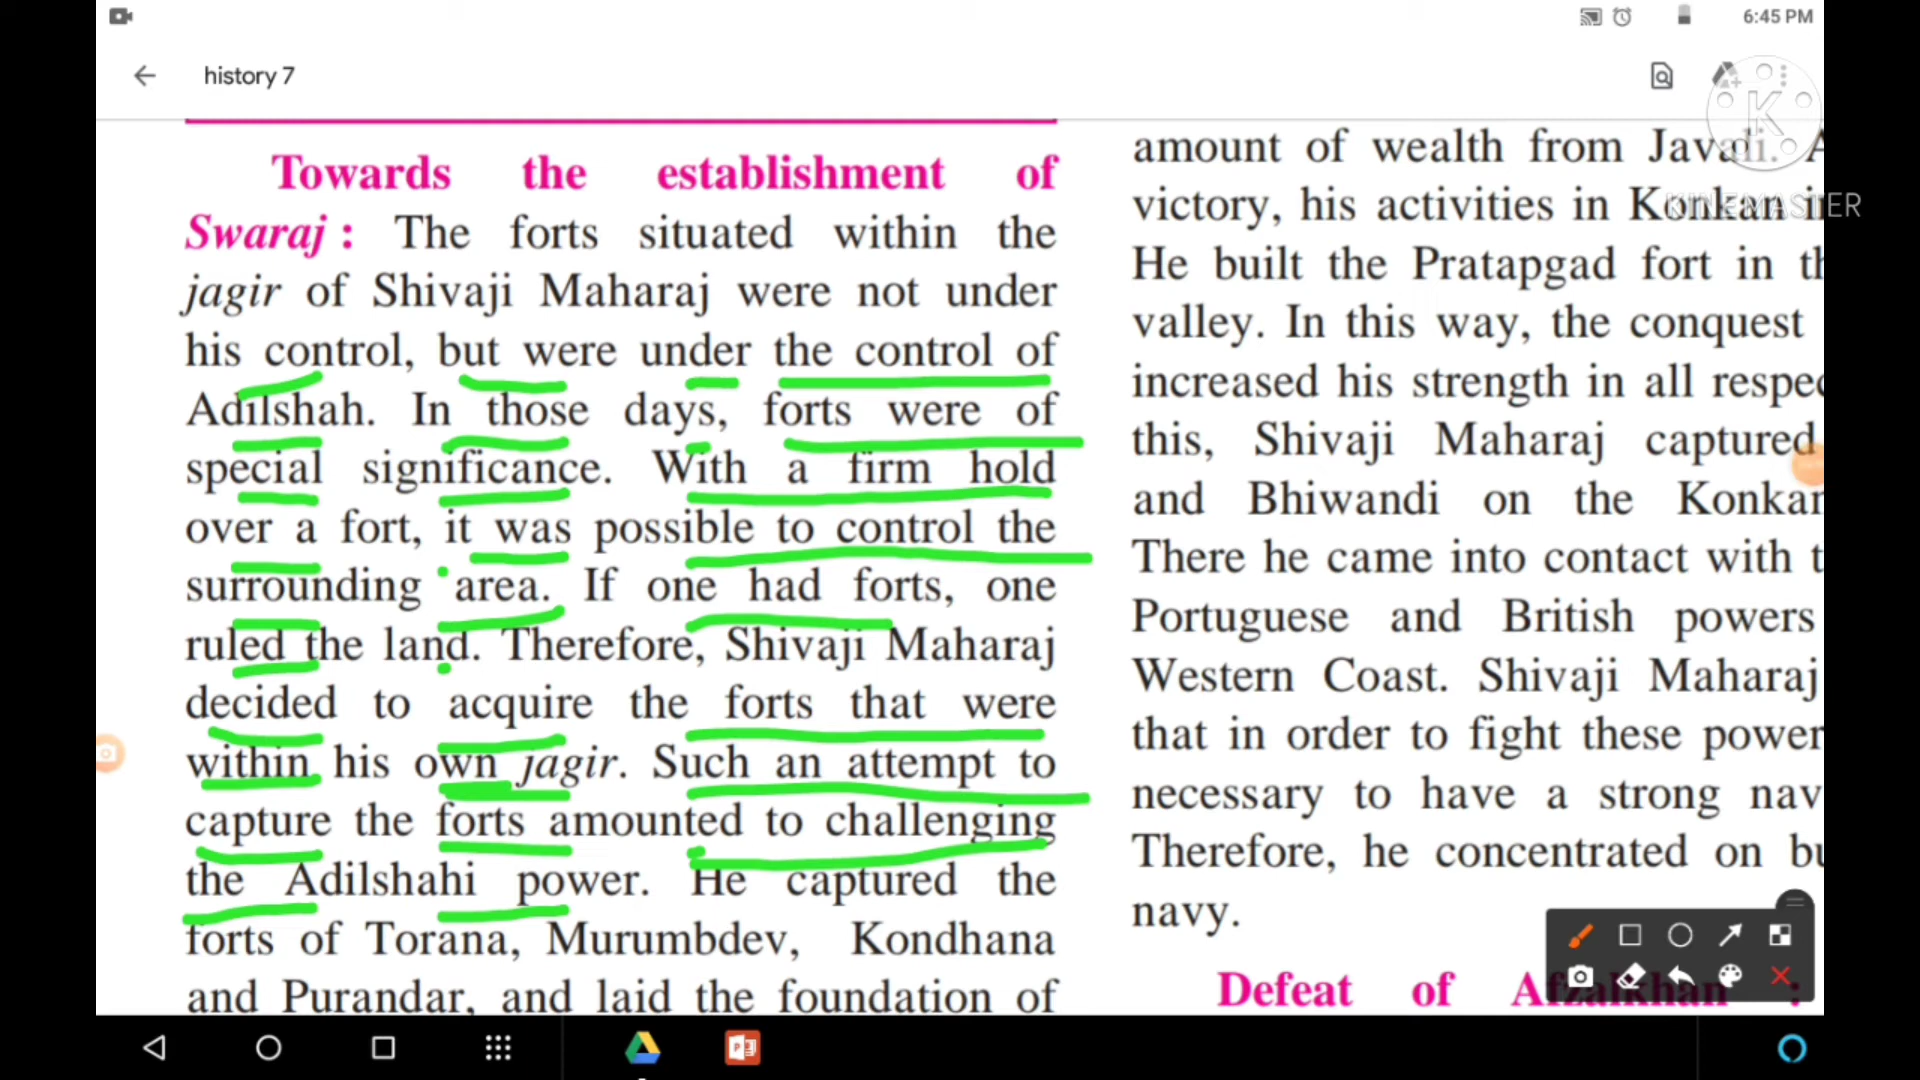 6:45 PM
history 7
KINEMASTER
Towards the establishment of
Swaraj : The forts situated within the
jagir of Shivaji Maharaj were not under
his control, but were under the control of
Adilshah. In those days, forts were of
special significance. With a firm hold
over a fort, it was possible to control the
surrounding area. If one had forts, one
ruled the land. Therefore, Shivaji Maharaj
decided to acquire the forts that were
within his own jagir. Such an attempt to
capture the forts amounted to challenging
the Adilshahi power. He captured the
forts of Torana, Murumbdev, Kondhana
and Purandar, and laid the foundation of
amount of wealth from Javali.
victory, his activities in Konkan
He built the Pratapgad fort in
valley. In this way, the conquest
increased his strength in all
this, Shivaji Maharaj captured
and Bhiwandi on the
There he came into contact with
Portuguese and British powers
Western Coast. Shivaji Maharaj
that in order to fight these
necessary to have a strong
Therefore, he concentrated on
navy.
Defeat of Afzalkhan :